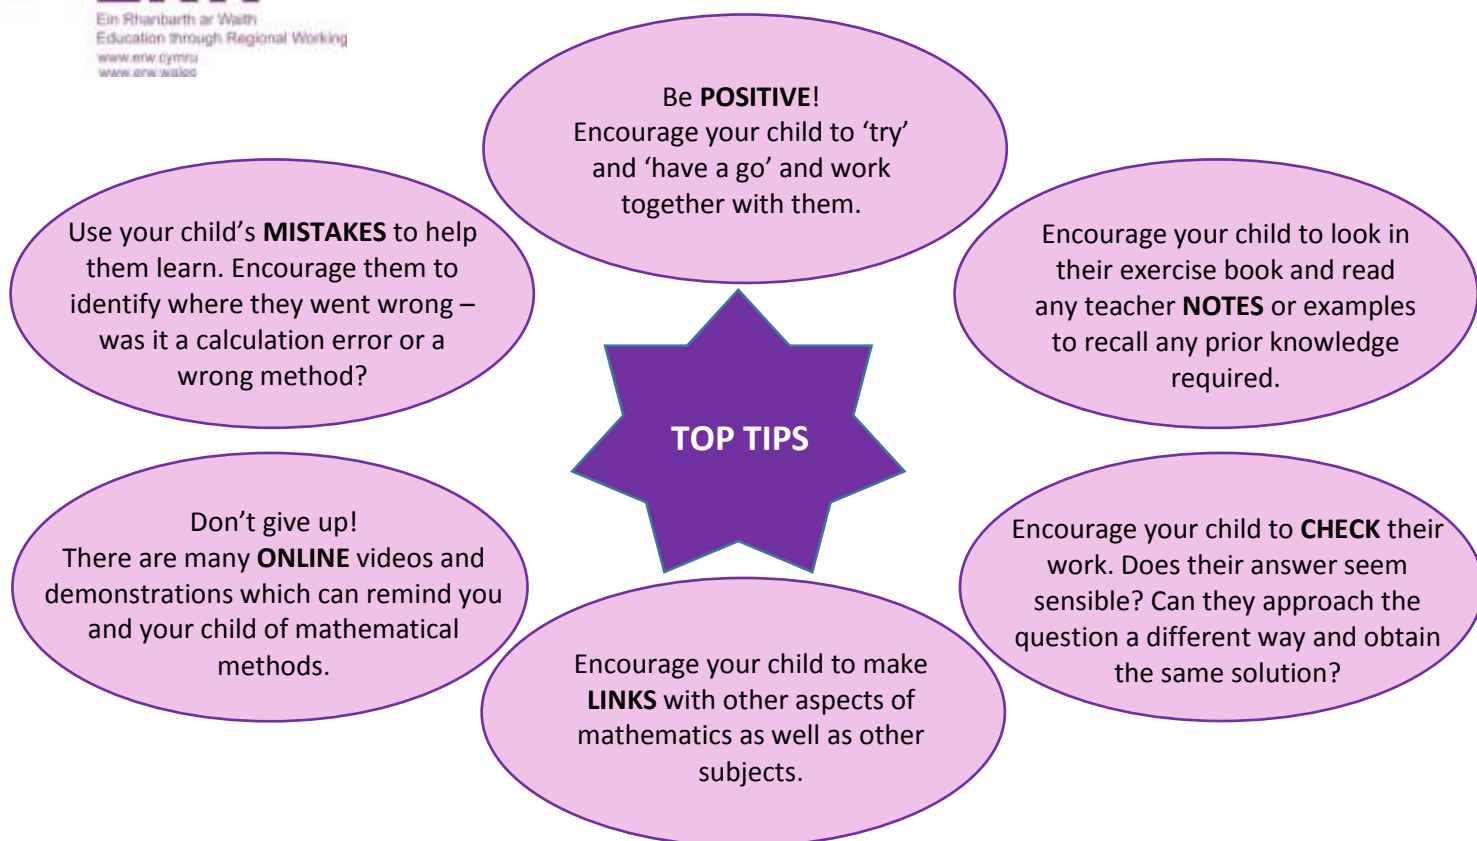 Ein Rhanbarth ar Waith
Education through Regional Working
www.erw.cymru
www.erw.wales
Be POSITIVE!
Encourage your child to ‘try’
and ‘have a go’ and work
together with them.
Use your child’s MISTAKES to help
them learn. Encourage them to
identify where they went wrong –
was it a calculation error or a
wrong method?
Encourage your child to look in
their exercise book and read
any teacher NOTES or examples
to recall any prior knowledge
required.
TOP TIPS
Don’t give up!
There are many ONLINE videos and
demonstrations which can remind you
and your child of mathematical
methods.
Encourage your child to CHECK their
work. Does their answer seem
sensible? Can they approach the
question a different way and obtain
the same solution?
Encourage your child to make
LINKS with other aspects of
mathematics as well as other
subjects.